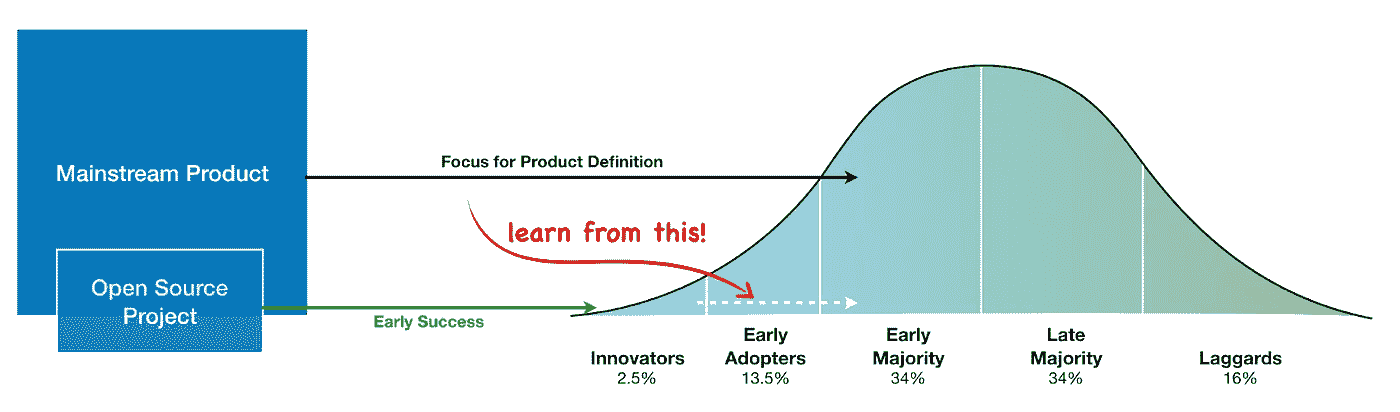 Mainstream Product
Focus for Product Definition
learn from this!
Open Source
Project
Early Success
Innovators
2.5%
Early
Adopters
13.5%
Early
Majority
34%
Late
Majority
34%
Laggards
16%